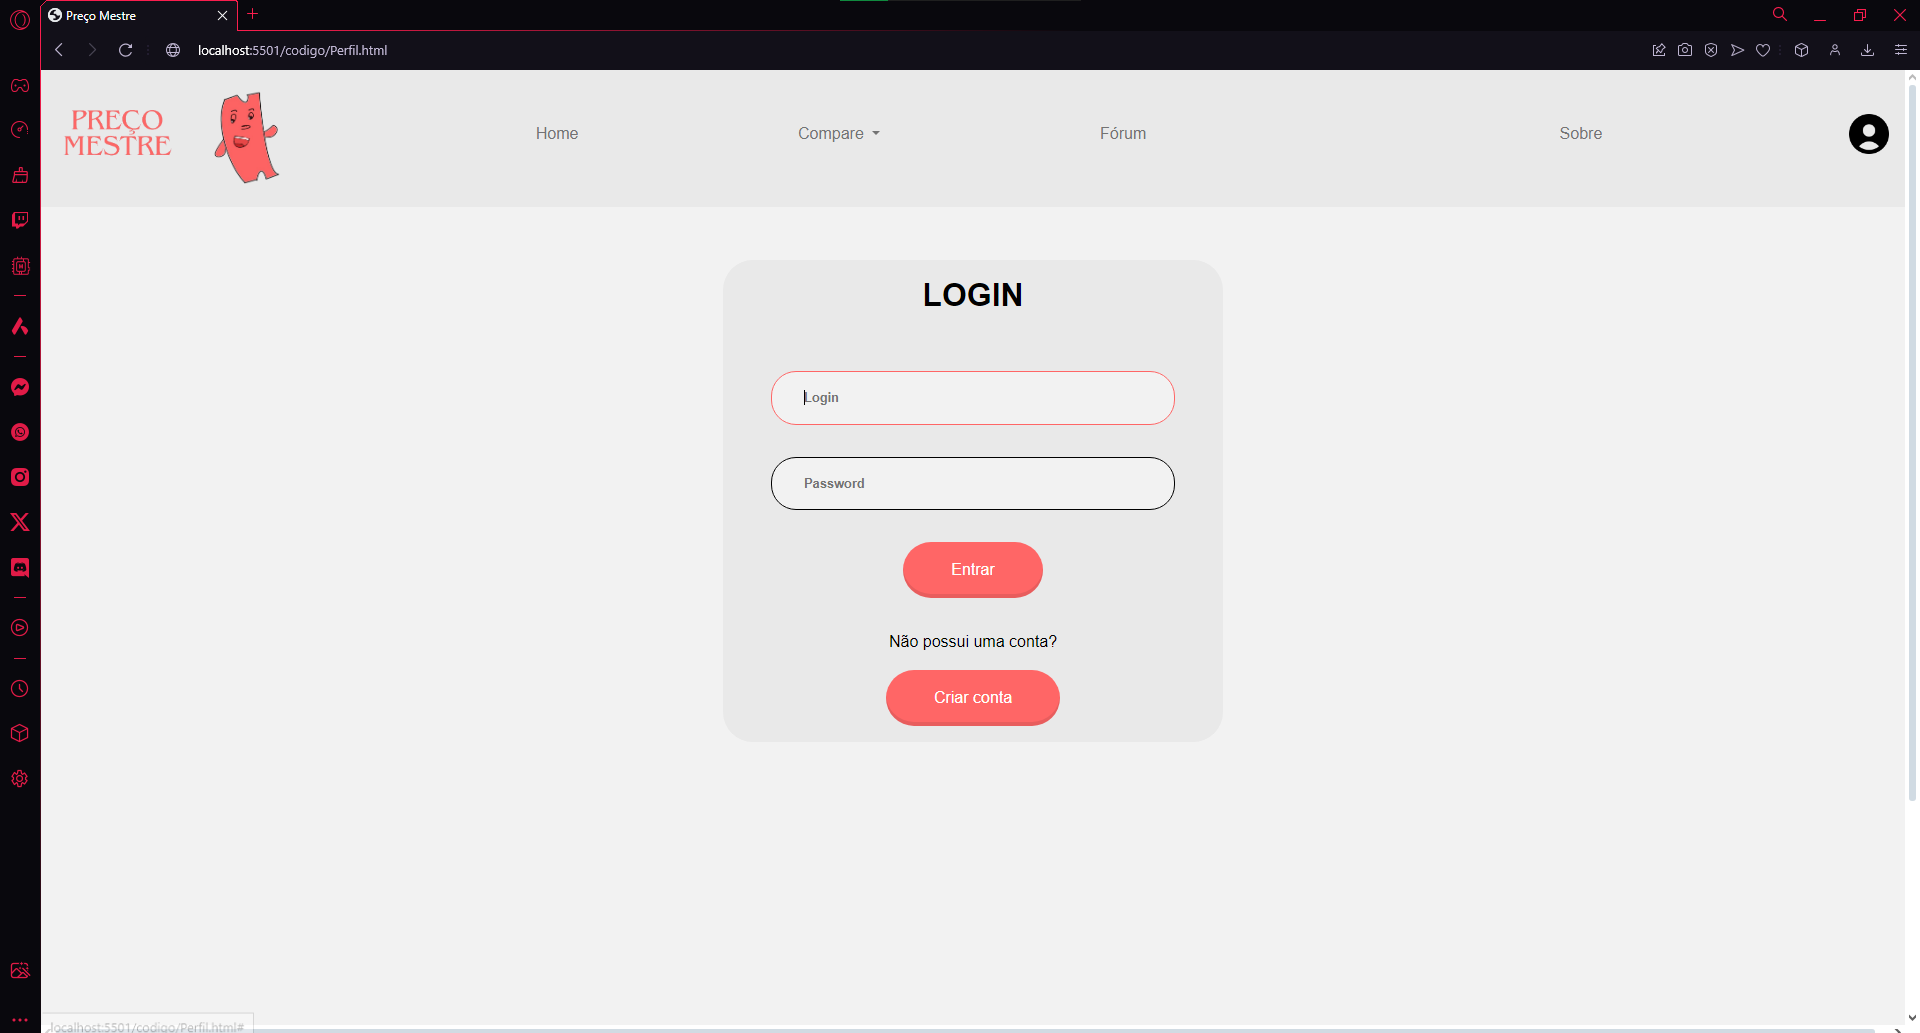 Preço Mestre
localhost:5501/codigo/Perfil.html
PREÇO
MESTRE
Home
Compare
Fórum
Sobre
LOGIN
Login
Password
Entrar
Não possui uma conta?
Criar conta
localhost:5501/codigo/Perfil.html#